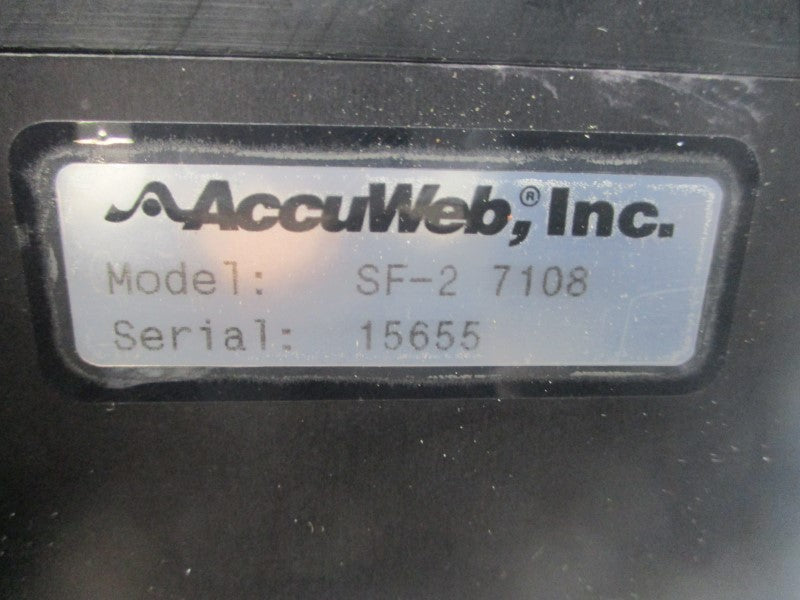 AccuWeb,® Inc.
Model: SF-2 7108
Serial: 15655